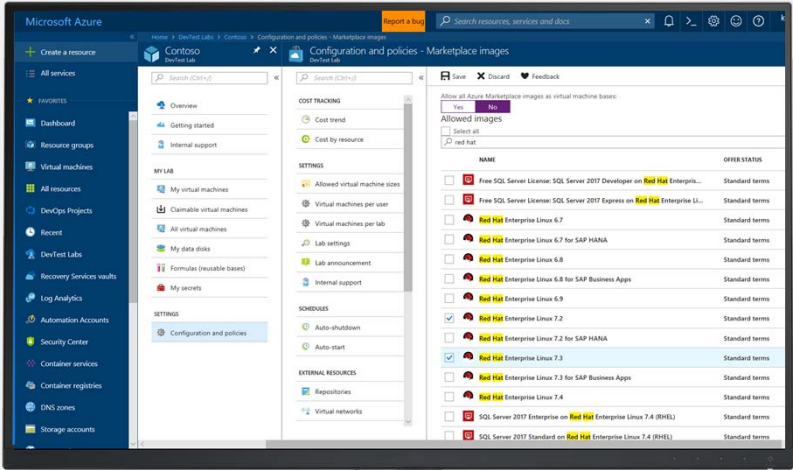 Microsoft Azure
Report a bug
Search resources, services and docs
Create a resource
All services
FAVORITES
Dashboard
Resource groups
Virtual machines
All resources
DevOps Projects
Recent
DevTest Labs
Recovery Services vaults
Log Analytics
Automation Accounts
Security Center
Container services
Container registries
DNS zones
Storage accounts
Home > DevTest Labs > Contoso > Configuration and policies - Marketplace images
Contoso
DevTest Lab
Search (Ctrl+/)
Overview
Getting started
Internal support
MY LAB
My virtual machines
Claimable virtual machines
All virtual machines
My data disks
Formulas (reusable bases)
My secrets
SETTINGS
Configuration and policies
Configuration and policies - Marketplace images
DevTest Lab
Search (Ctrl+/)
COST TRACKING
Cost trend
Cost by resource
SETTINGS
Allowed virtual machine sizes
Virtual machines per user
Virtual machines per lab
Lab settings
Lab announcement
Internal support
SCHEDULES
Auto-shutdown
Auto-start
EXTERNAL RESOURCES
Repositories
Virtual networks
Save Discard Feedback
Allow all Azure Marketplace images as virtual machine bases:
Yes No
Allowed images
Select all
red hat
NAME OFFER STATUS
Free SQL Server License: SQL Server 2017 Developer on Red Hat Enterpris... Standard terms
Free SQL Server License: SQL Server 2017 Express on Red Hat Enterprise Li... Standard terms
Red Hat Enterprise Linux 6.7 Standard terms
Red Hat Enterprise Linux 6.7 for SAP HANA Standard terms
Red Hat Enterprise Linux 6.8 Standard terms
Red Hat Enterprise Linux 6.8 for SAP Business Apps Standard terms
Red Hat Enterprise Linux 6.9 Standard terms
Red Hat Enterprise Linux 7.2 Standard terms
Red Hat Enterprise Linux 7.2 for SAP HANA Standard terms
Red Hat Enterprise Linux 7.3 Standard terms
Red Hat Enterprise Linux 7.3 for SAP Business Apps Standard terms
Red Hat Enterprise Linux 7.4 Standard terms
SQL Server 2017 Enterprise on Red Hat Enterprise Linux 7.4 (RHEL) Standard terms
SQL Server 2017 Standard on Red Hat Enterprise Linux 7.4 (RHEL) Standard terms